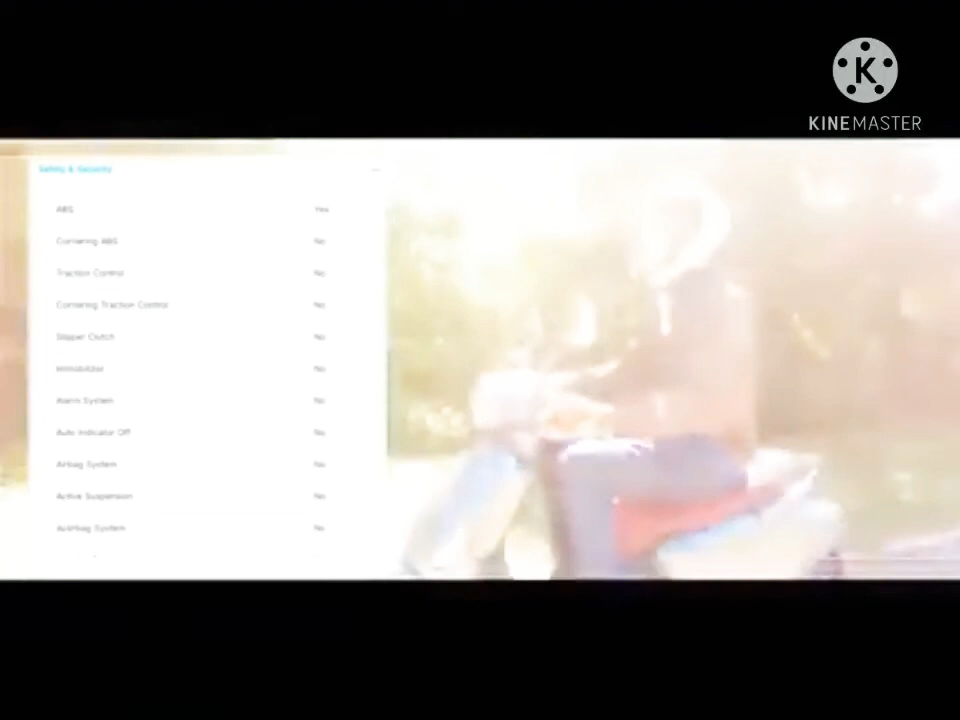 K
KINEMASTER
Safety & Security
ABS Yes
Cornering ABS No
Traction Control No
Cornering Traction Control No
Slipper Clutch No
Immobilizer No
Alarm System No
Auto Indicator Off No
Airbag System No
Active Suspension No
System No